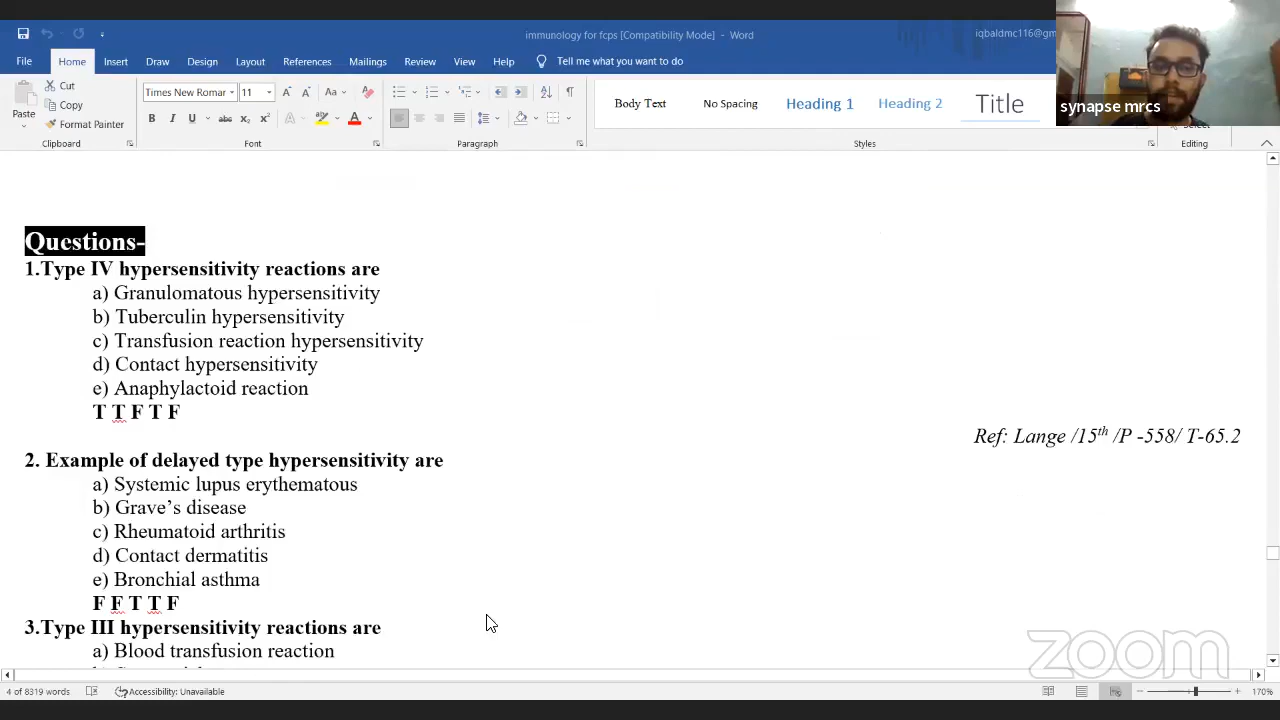 immunology for fcps [Compatibility Mode] - Word
iqbaldmc116@gm
File Home Insert Draw Design Layout References Mailings Review View Help Tell me what you want to do
Paste
Cut
Copy
Format Painter
Clipboard
Times New Romar 11
Font
Paragraph
Body Text No Spacing Heading 1 Heading 2 Title
Styles
Editing
synapse mrcs
Questions-
1.Type IV hypersensitivity reactions are
a) Granulomatous hypersensitivity
b) Tuberculin hypersensitivity
c) Transfusion reaction hypersensitivity
d) Contact hypersensitivity
e) Anaphylactoid reaction
T T F T F
Ref: Lange /15th /P -558/ T-65.2
2. Example of delayed type hypersensitivity are
a) Systemic lupus erythematous
b) Grave’s disease
c) Rheumatoid arthritis
d) Contact dermatitis
e) Bronchial asthma
F F T T F
3.Type III hypersensitivity reactions are
a) Blood transfusion reaction
zoom
4 of 8319 words Accessibility: Unavailable 170%